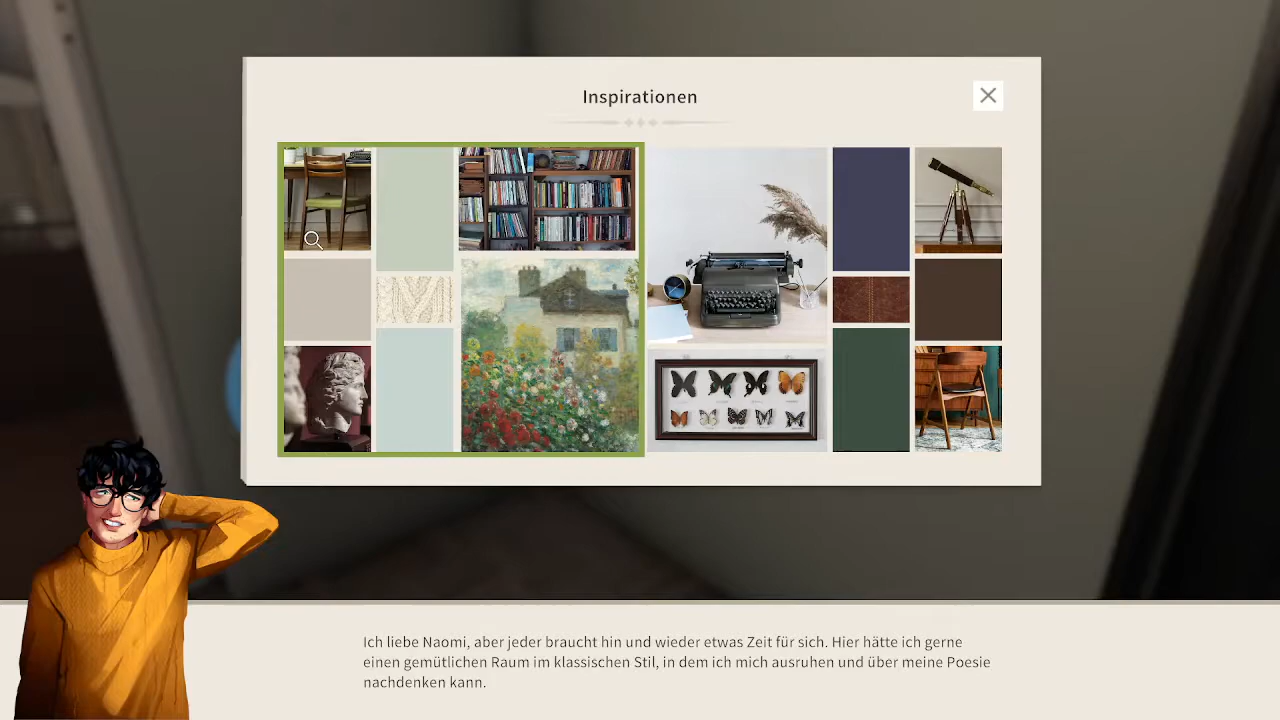 Inspirationen
Ich liebe Naomi, aber jeder braucht hin und wieder etwas Zeit für sich. Hier hätte ich gerne
einen gemütlichen Raum im klassischen Stil, in dem ich mich ausruhen und über meine Poesie
nachdenken kann.